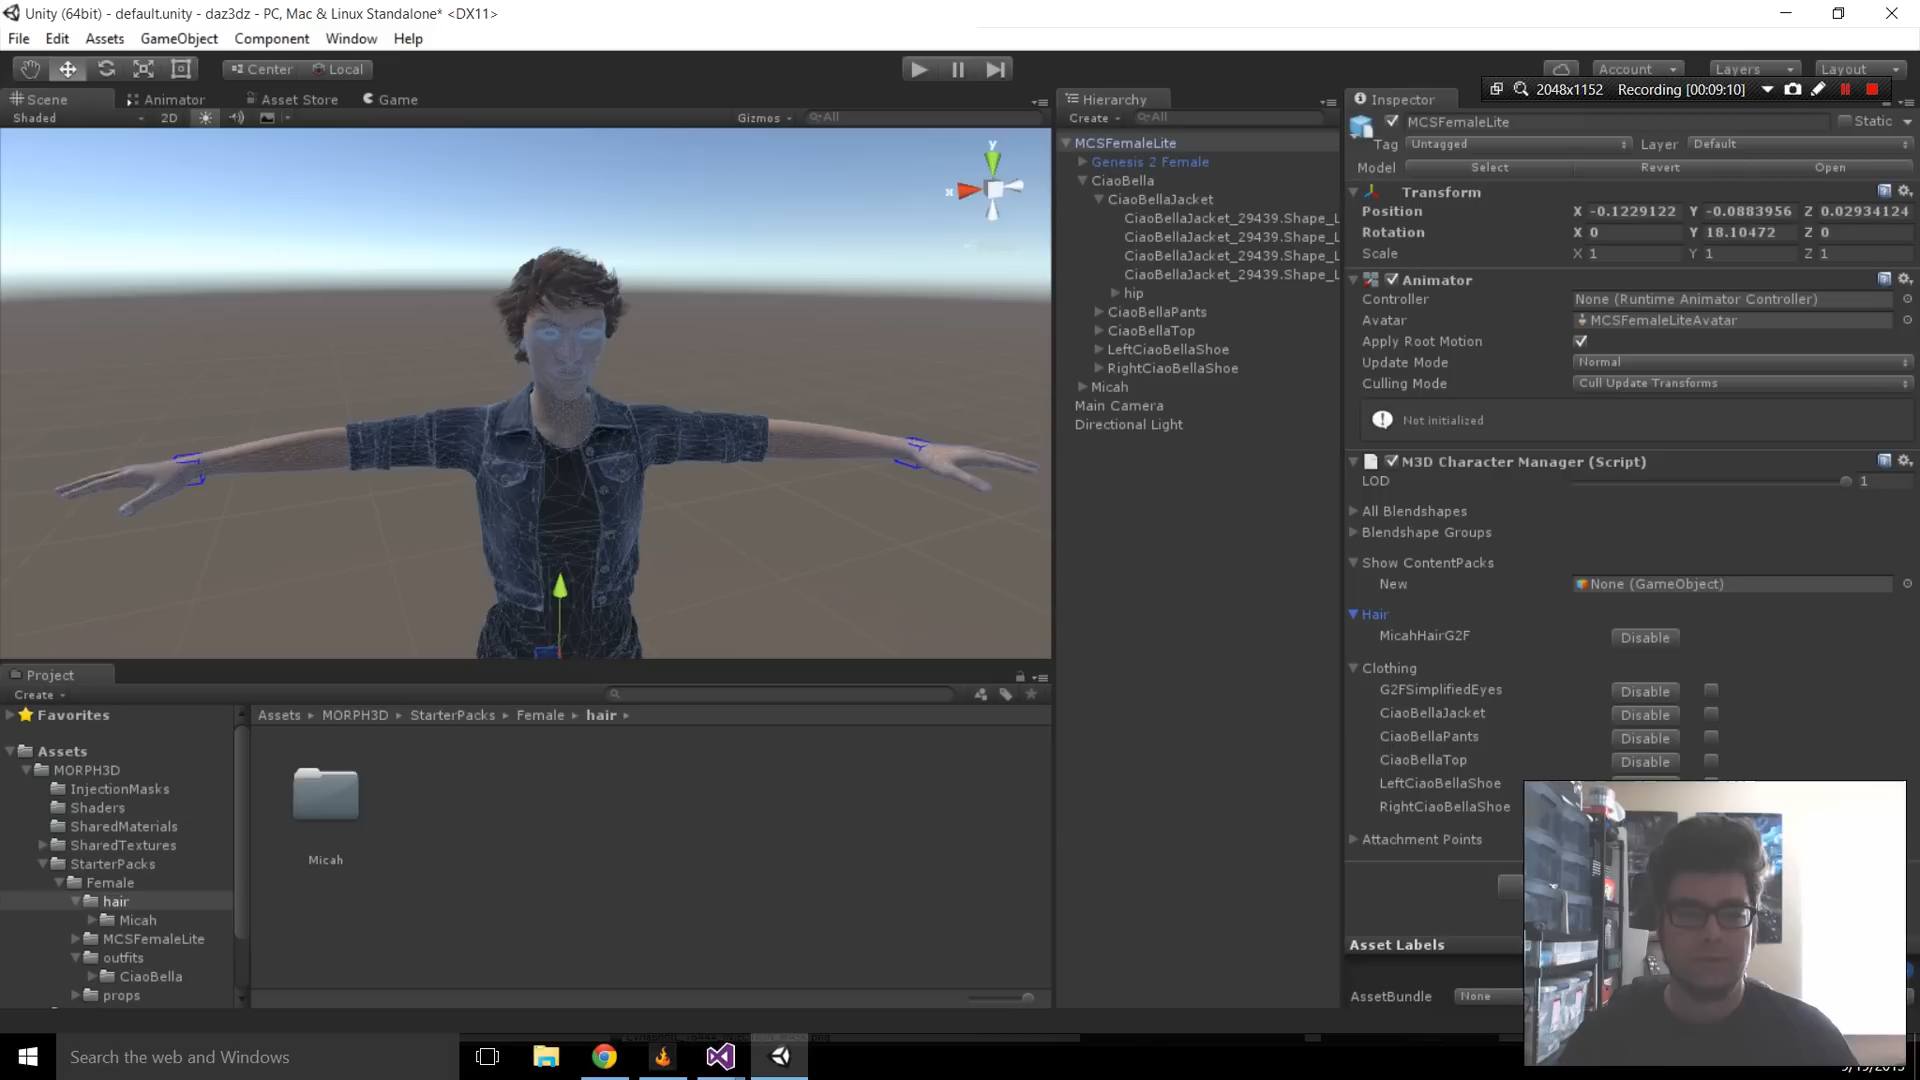 Unity (64bit) - default.unity - daz3dz - PC, Mac & Linux Standalone* <DX11>
File Edit Assets GameObject Component Window Help
Center Local
Account Layers Layout
2048x1152 Recording [00:09:10]
Scene Animator Asset Store Game
Shaded 2D Gizmos All
Hierarchy
Create All
MCSFemaleLite
Genesis 2 Female
CiaoBella
CiaoBellaJacket
CiaoBellaJacket_29439.Shape_L
CiaoBellaJacket_29439.Shape_L
CiaoBellaJacket_29439.Shape_L
CiaoBellaJacket_29439.Shape_L
hip
CiaoBellaPants
CiaoBellaTop
LeftCiaoBellaShoe
RightCiaoBellaShoe
Micah
Main Camera
Directional Light
Inspector
MCSFemaleLite Static
Tag Untagged Layer Default
Model Select Revert Open
Transform
Position X -0.1229122 Y -0.0883956 Z 0.02934124
Rotation X 0 Y 18.10472 Z 0
Scale X 1 Y 1 Z 1
Animator
Controller None (Runtime Animator Controller)
Avatar MCSFemaleLiteAvatar
Apply Root Motion
Update Mode Normal
Culling Mode Cull Update Transforms
Not initialized
M3D Character Manager (Script)
LOD 1
All Blendshapes
Blendshape Groups
Show ContentPacks
New None (GameObject)
Hair
MicahHairG2F Disable
Clothing
G2FSimplifiedEyes Disable
CiaoBellaJacket Disable
CiaoBellaPants Disable
CiaoBellaTop Disable
LeftCiaoBellaShoe
RightCiaoBellaShoe
Attachment Points
Asset Labels
AssetBundle None
y
x
Project
Create
Favorites
Assets
MORPH3D
InjectionMasks
Shaders
SharedMaterials
SharedTextures
StarterPacks
Female
hair
Micah
MCSFemaleLite
outfits
CiaoBella
props
Assets MORPH3D StarterPacks Female hair
Micah
Search the web and Windows